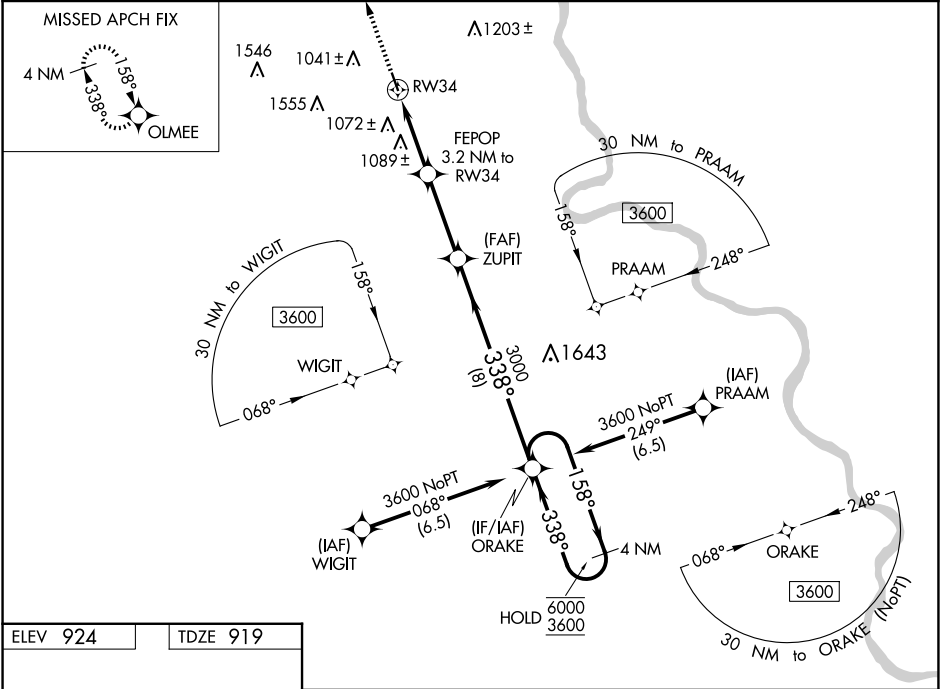 MISSED APCH FIX
4 NM
158°
338°
OLMEE
1546
1041±
1203±
1555
RW34
1072±
1089±
FEPOP
3.2 NM to
RW34
30 NM to PRAAM
158°
3600
248°
PRAAM
(FAF)
ZUPIT
30 NM to WIGIT
158°
3600
WIGIT
068°
3000
338°
(8)
1643
(IAF)
PRAAM
3600 NoPT
249°
(6.5)
3600 NoPT
068°
(6.5)
(IAF)
WIGIT
(IF/IAF)
ORAKE
158°
338°
4 NM
HOLD
6000
3600
248°
068°
ORAKE
3600
30 NM to ORAKE (NoPT)
ELEV 924
TDZE 919